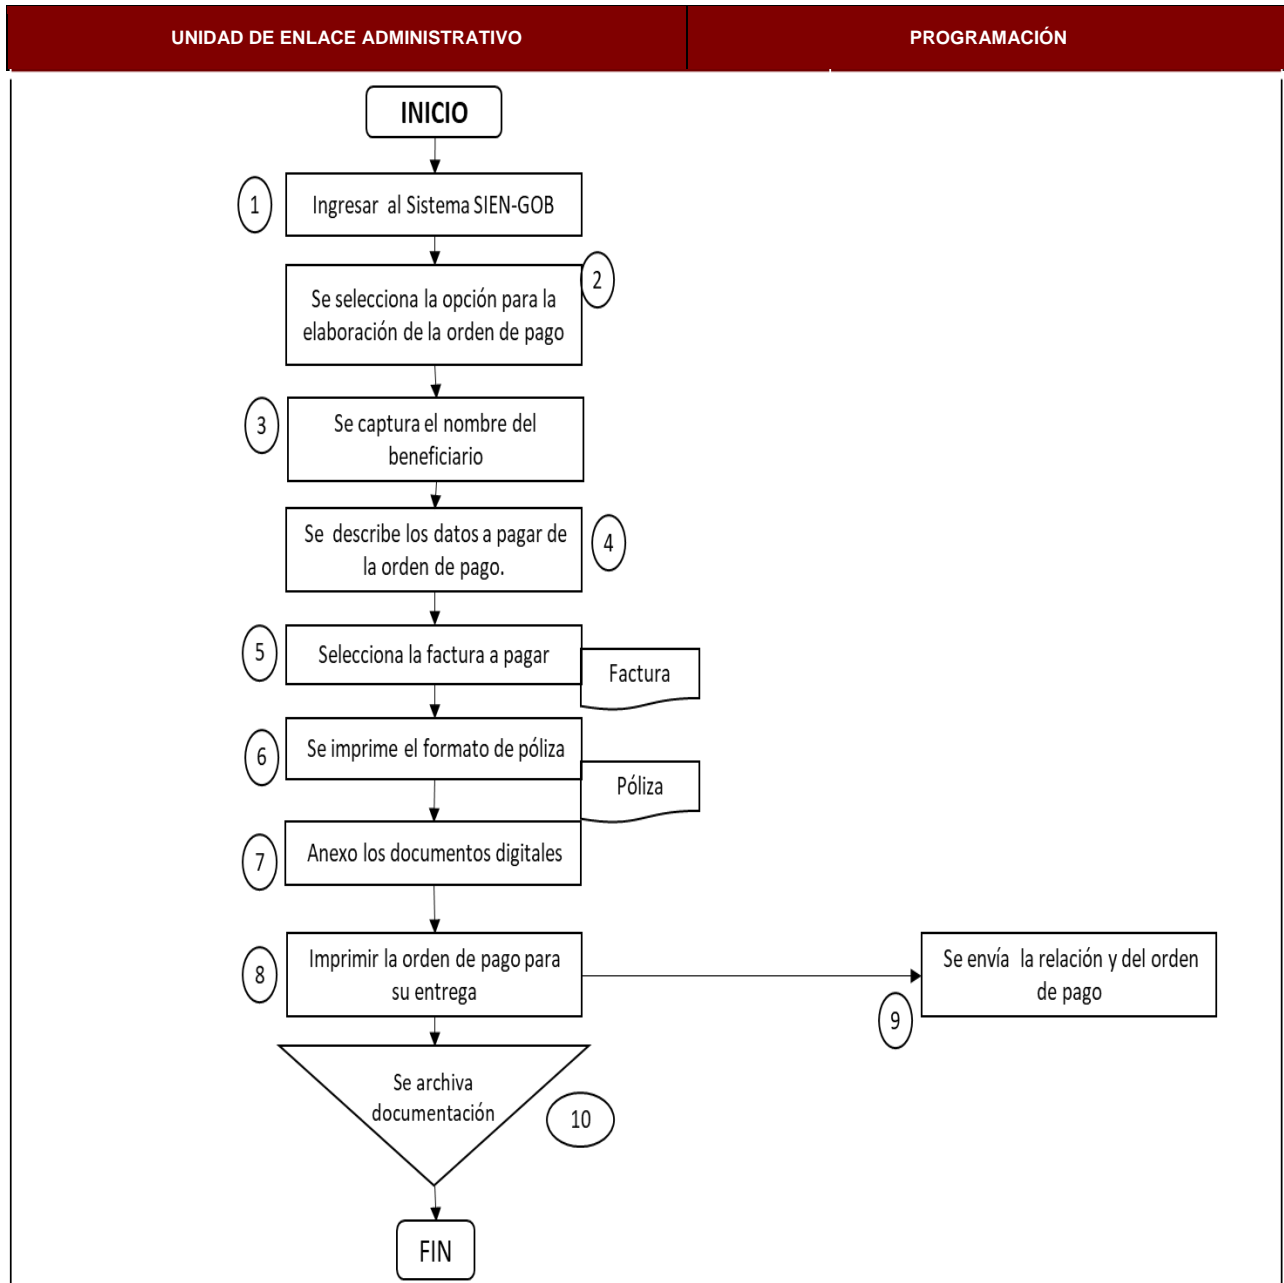 UNIDAD DE ENLACE ADMINISTRATIVO
PROGRAMACIÓN
INICIO
1
Ingresar al Sistema SIEN-GOB
2
Se selecciona la opción para la
elaboración de la orden de pago
3
Se captura el nombre del
beneficiario
Se describe los datos a pagar de
la orden de pago.
4
5
Selecciona la factura a pagar
Factura
6
Se imprime el formato de póliza
Póliza
7
Anexo los documentos digitales
8
Imprimir la orden de pago para
su entrega
Se envía la relación y del orden
de pago
9
Se archiva
documentación
10
FIN